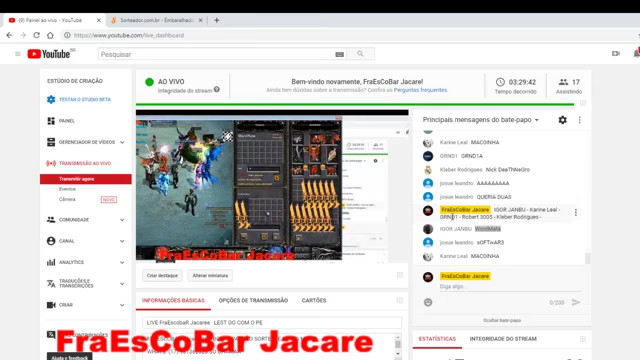 (9) Painel ao vivo - YouTube
Sorteador.com.br - Embaralhad
https://www.youtube.com/live_dashboard
YouTube BR
Pesquisar
ESTÚDIO DE CRIAÇÃO
TESTAR O STUDIO BETA
PAINEL
GERENCIADOR DE VÍDEOS
TRANSMISSÃO AO VIVO
Transmitir agora
Eventos
Câmera NOVO
COMUNIDADE
CANAL
ANALYTICS
TRADUÇÕES E TRANSCRIÇÕES
CRIAR
Ajuda e feedback
AO VIVO
Integridade do stream
Bem-vindo novamente, FraEsCoBar Jacare!
Ainda tem dúvidas sobre a transmissão? Confira as Perguntas frequentes.
03:29:42
Tempo decorrido
17
Assistindo
FraEsCoBar Jacare
Criar destaque
Alterar miniatura
INFORMAÇÕES BÁSICAS
OPÇÕES DE TRANSMISSÃO
CARTÕES
LIVE FraEscobaR Jacaree LEST GO COM O PE
Principais mensagens do bate-papo
Karine Leal MACOINHA
GRND1 GRND1A
Kleber Rodrigues Nick DeaTHNeGro
josue leandro AAAAAAAAA
josue leandro QUERIA DUAS
FraEsCoBar Jacare IGOR JANBU - Karine Leal -
GRND1 - Robert 3005 - Kleber Rodrigues -
IGOR JANBU WindMaka
josue leandro sOFTwAR3
Karine Leal MACOINHA
FraEsCoBar Jacare
Diga algo...
0/200
Ocultar bate-papo
ESTATÍSTICAS
INTEGRIDADE DO STREAM
FraEsCoBar Jacare